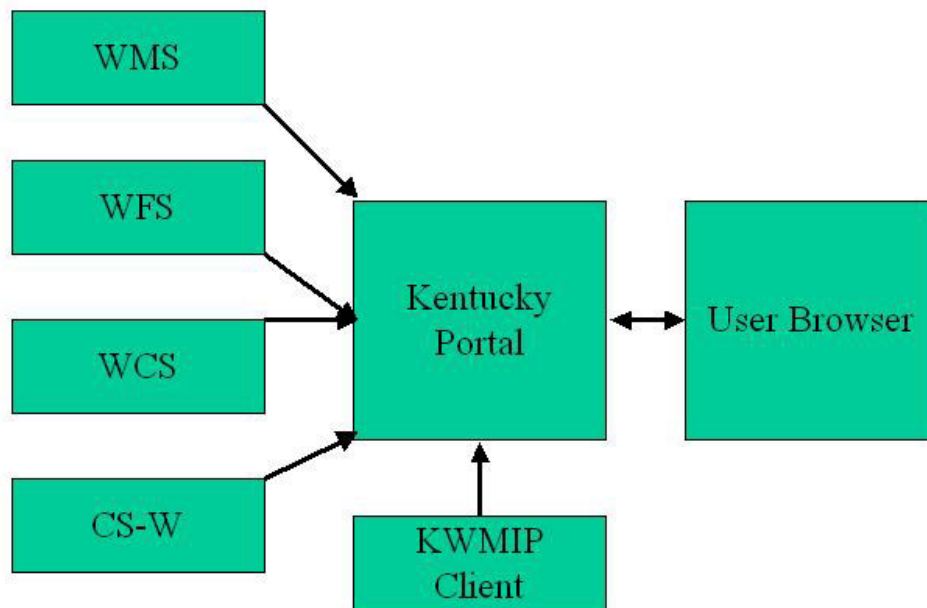 WMS
WFS
WCS
CS-W
Kentucky
Portal
User Browser
KWMIP
Client